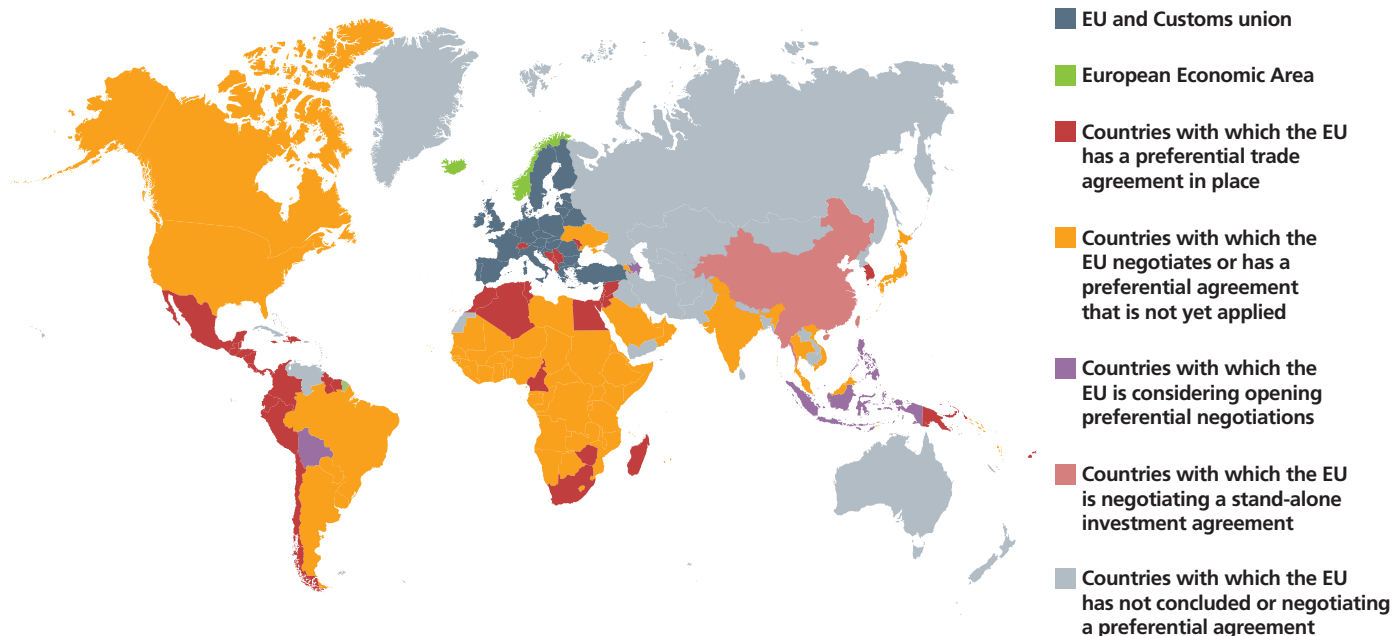 EU and Customs union
European Economic Area
Countries with which the EU
has a preferential trade
agreement in place
Countries with which the
EU negotiates or has a
preferential agreement
that is not yet applied
Countries with which the
EU is considering opening
preferential negotiations
Countries with which the EU
is negotiating a stand-alone
investment agreement
Countries with which the EU
has not concluded or negotiating
a preferential agreement